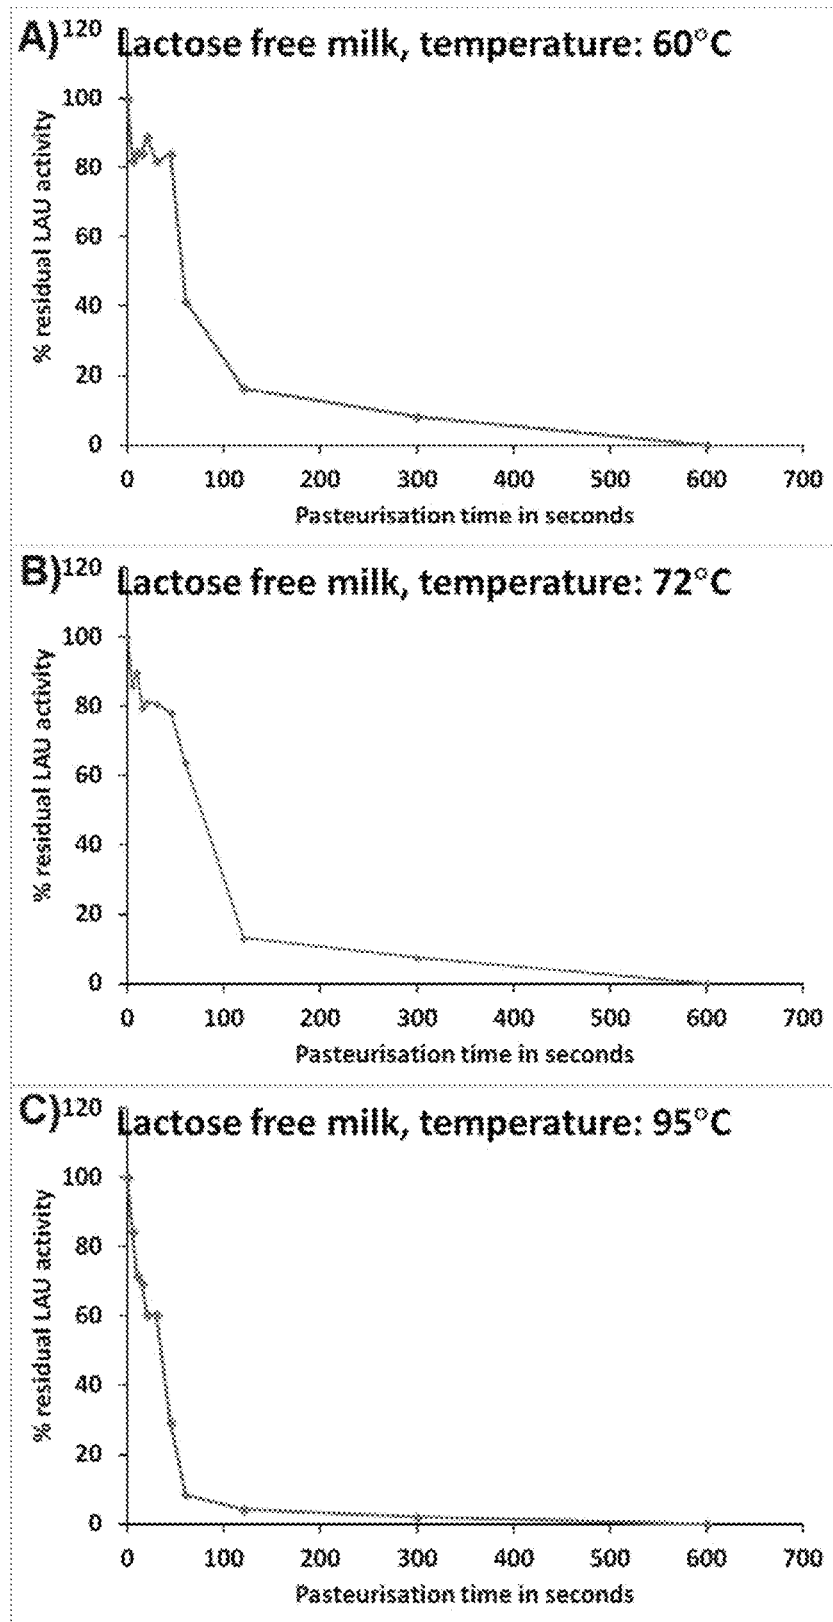 A)
Lactose free milk, temperature: 60°C
120
100
80
60
40
20
0
% residual LAU activity
0 100 200 300 400 500 600 700
Pasteurisation time in seconds
B)
Lactose free milk, temperature: 72°C
120
100
80
60
40
20
0
% residual LAU activity
0 100 200 300 400 500 600 700
Pasteurisation time in seconds
C)
Lactose free milk, temperature: 95°C
120
100
80
60
40
20
0
% residual LAU activity
0 100 200 300 400 500 600 700
Pasteurisation time in seconds